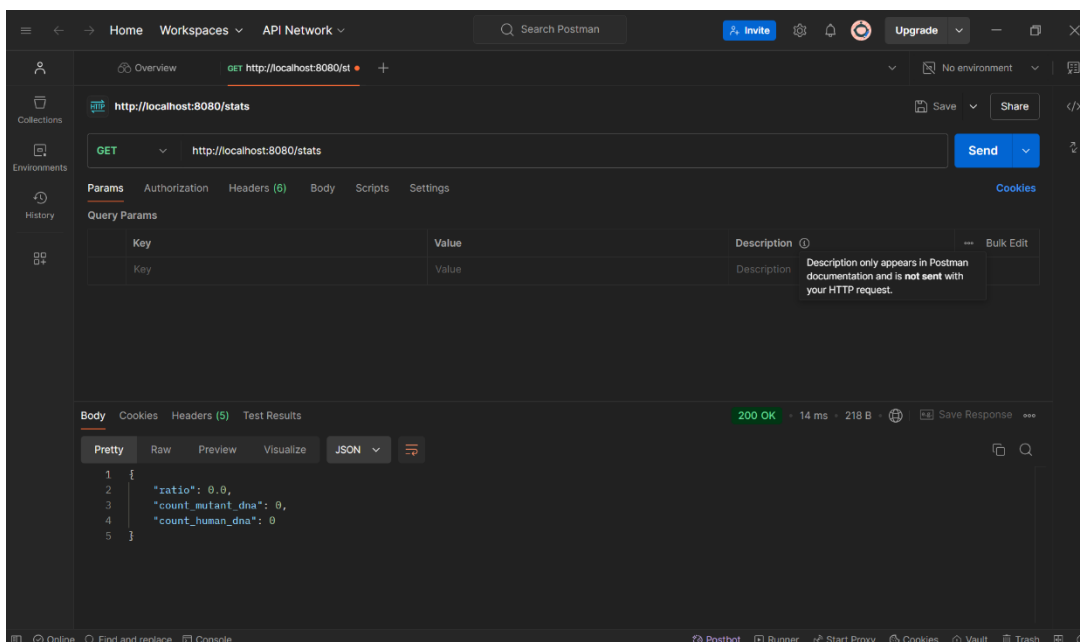 Home Workspaces API Network Search Postman Invite Upgrade
Overview GET http://localhost:8080/st No environment
HTTP http://localhost:8080/stats Save Share
Collections
GET http://localhost:8080/stats Send
Environments
Params Authorization Headers (6) Body Scripts Settings Cookies
History
Query Params
Key Value Description Bulk Edit
Key Value Description
Description only appears in Postman
documentation and is not sent with
your HTTP request.
Body Cookies Headers (5) Test Results 200 OK 14 ms 218 B Save Response
Pretty Raw Preview Visualize JSON
1 {
2 "ratio": 0.0,
3 "count_mutant_dna": 0,
4 "count_human_dna": 0
5 }
Online Find and replace Console Postbot Runner Start Proxy Cookies Vault Trash